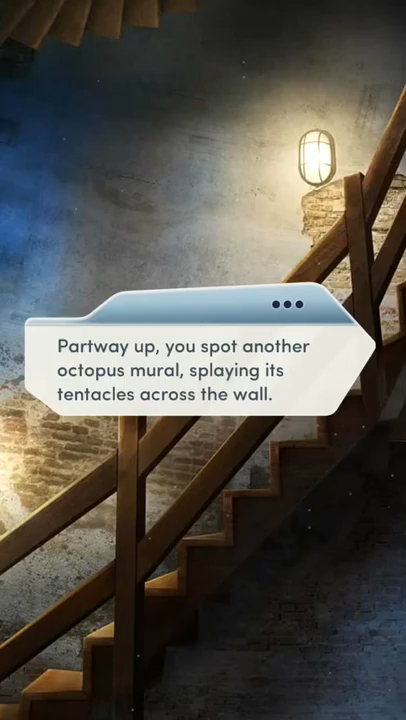 Partway up, you spot another
octopus mural, splaying its
tentacles across the wall.